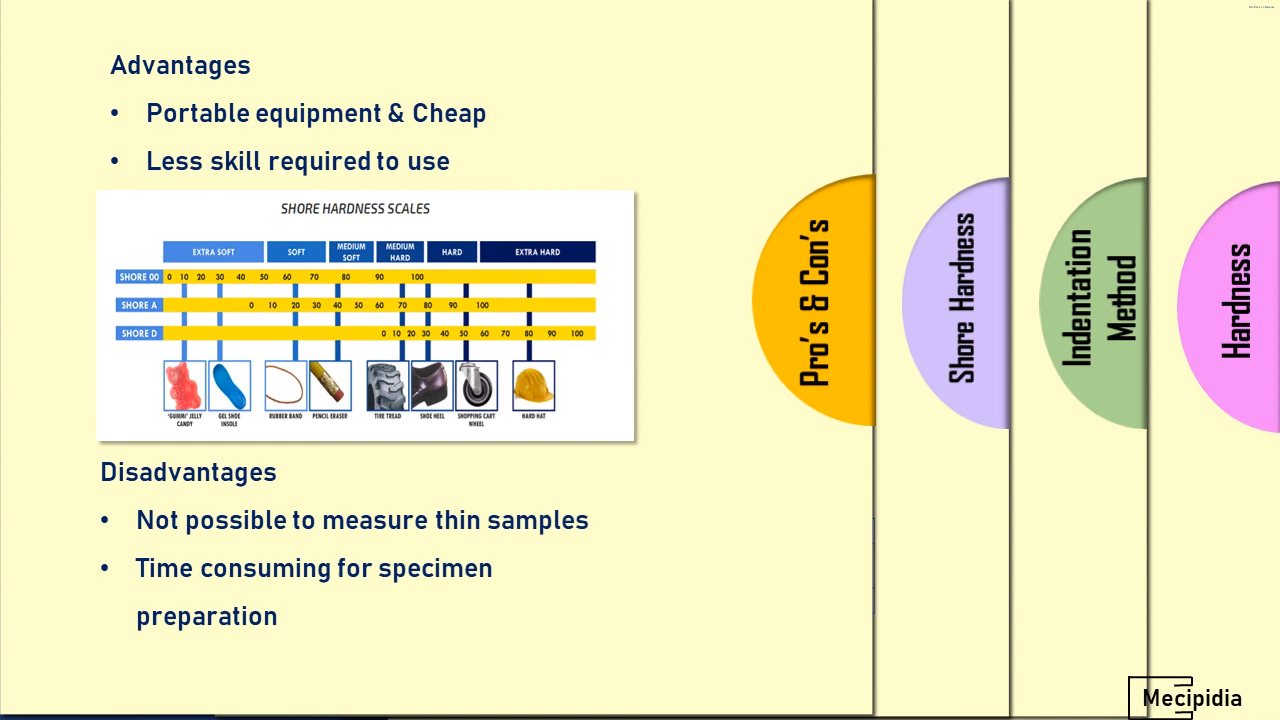 Advantages
• Portable equipment & Cheap
• Less skill required to use
SHORE HARDNESS SCALES
EXTRA SOFT SOFT MEDIUM SOFT MEDIUM HARD HARD EXTRA HARD
SHORE 00 0 10 20 30 40 50 60 70 80 90 100
SHORE A 0 10 20 30 40 50 60 70 80 90 100
SHORE D 0 10 20 30 40 50 60 70 80 90 100
'GUMMI' JELLY CANDY
GEL SHOE INSOLE
RUBBER BAND
PENCIL ERASER
TIRE TREAD
SHOE HEEL
SHOPPING CART WHEEL
HARD HAT
Disadvantages
• Not possible to measure thin samples
• Time consuming for specimen
preparation
Pro's & Con's
Shore Hardness
Indentation
Method
Hardness
Mecipidia